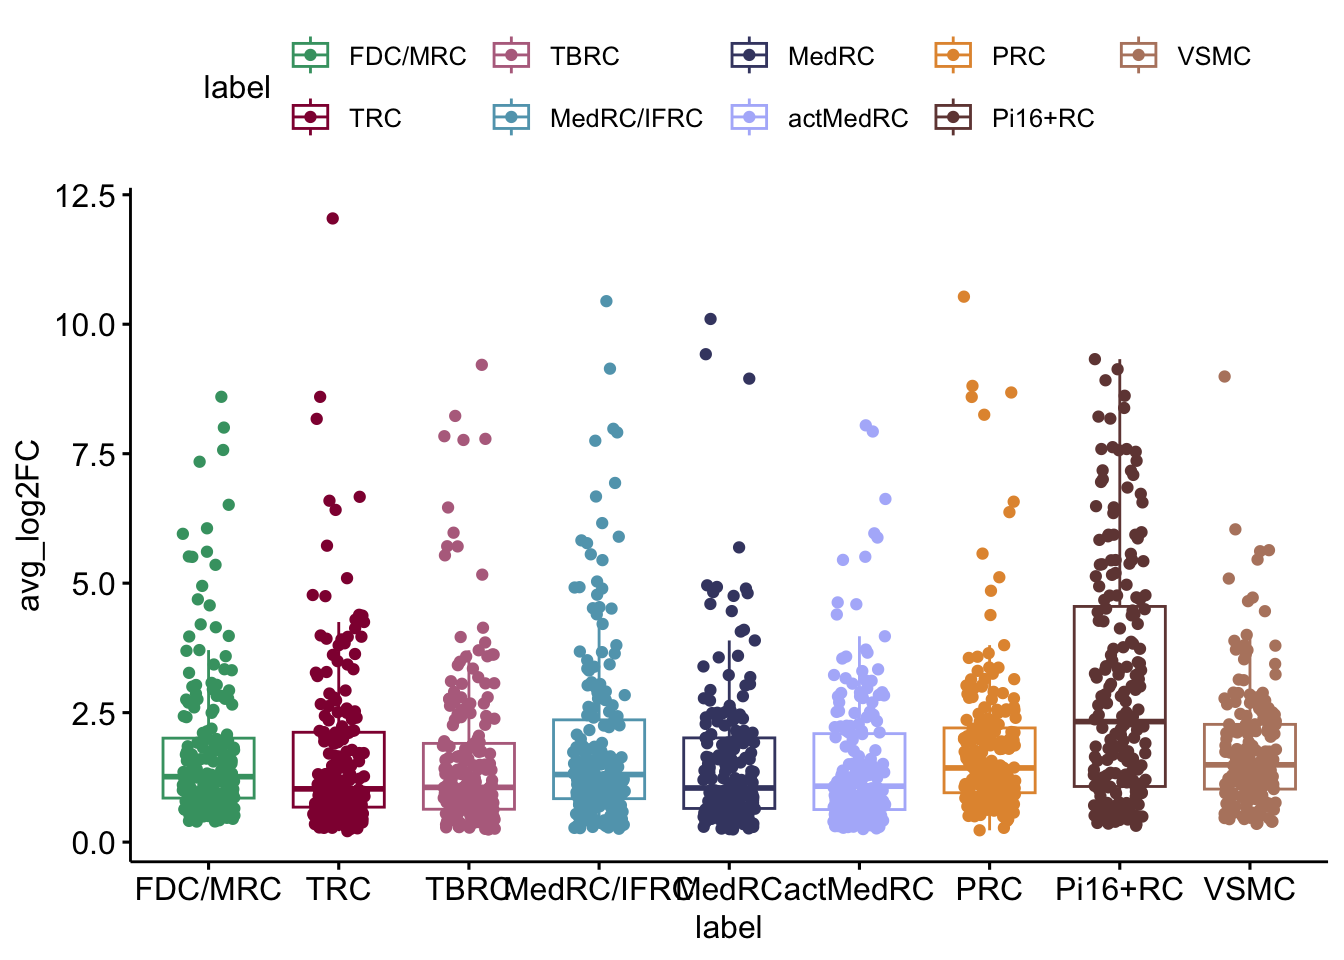 label
FDC/MRC TBRC MedRC PRC VSMC
TRC MedRC/IFRC actMedRC Pi16+RC
12.5
10.0
7.5
5.0
2.5
0.0
avg_log2FC
FDC/MRC TRC TBRC MedRC/IFRC MedRC actMedRC PRC Pi16+RC VSMC
label